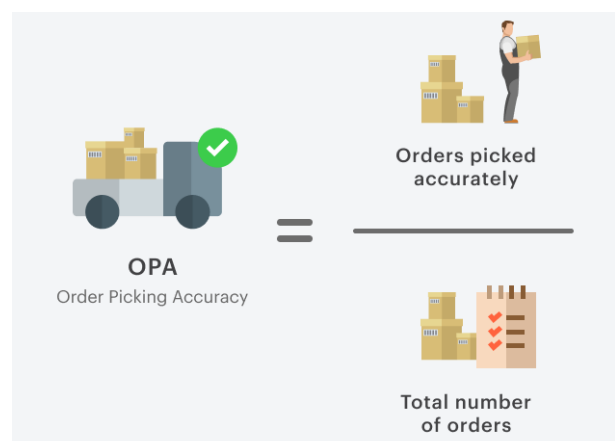 OPA
Order Picking Accuracy
=
Orders picked
accurately
Total number
of orders